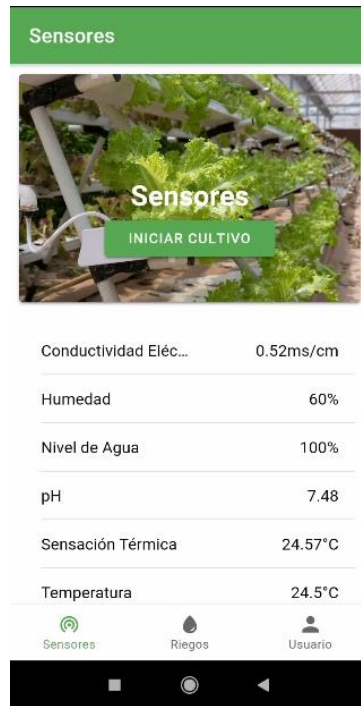 Sensores
Sensores
INICIAR CULTIVO
Conductividad Eléc... 0.52ms/cm
Humedad 60%
Nivel de Agua 100%
pH 7.48
Sensación Térmica 24.57°C
Temperatura 24.5°C
Sensores Riegos Usuario